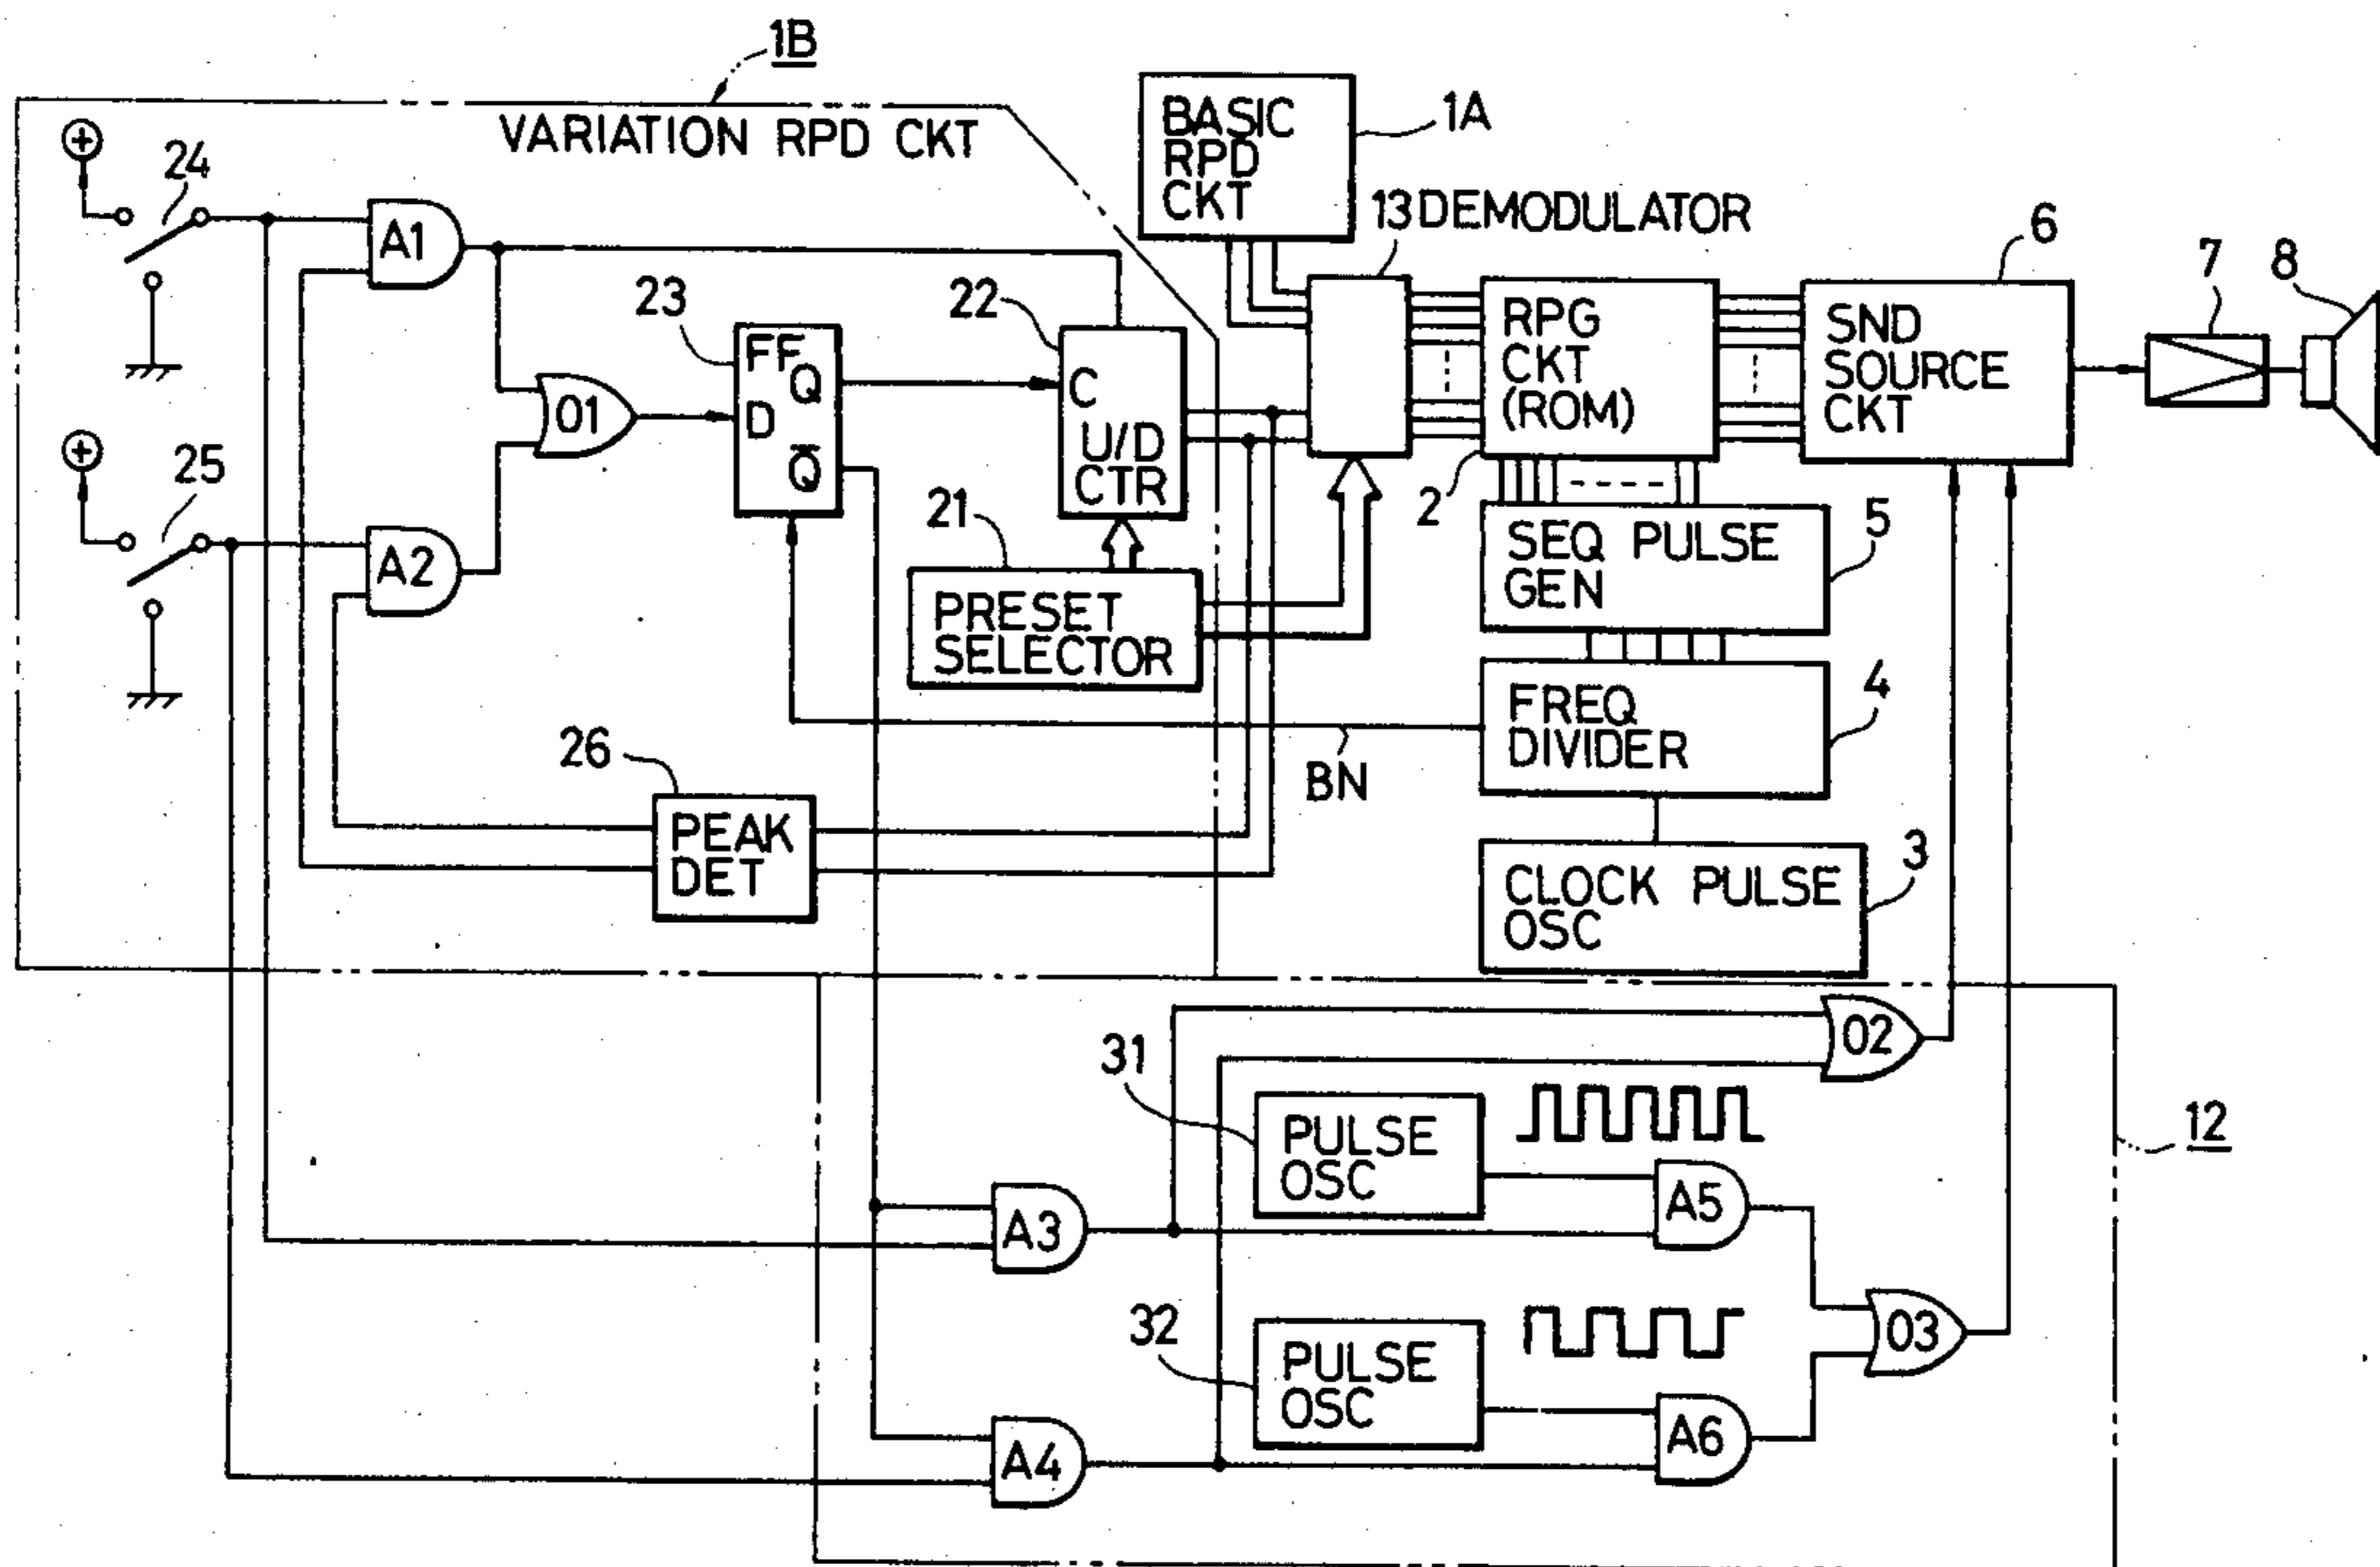 1B
VARIATION RPD CKT
BASIC
RPD
CKT
1A
24
A1
13 DEMODULATOR
6
7
8
23
22
FF
Q
D
Q̅
C
U/D
CTR
RPG
CKT
(ROM)
SND
SOURCE
CKT
O1
25
A2
21
2
PRESET
SELECTOR
SEQ PULSE
GEN
5
FREQ
DIVIDER
4
BN
26
PEAK
DET
CLOCK PULSE
OSC
3
O2
31
PULSE
OSC
12
A3
A5
32
PULSE
OSC
O3
A4
A6